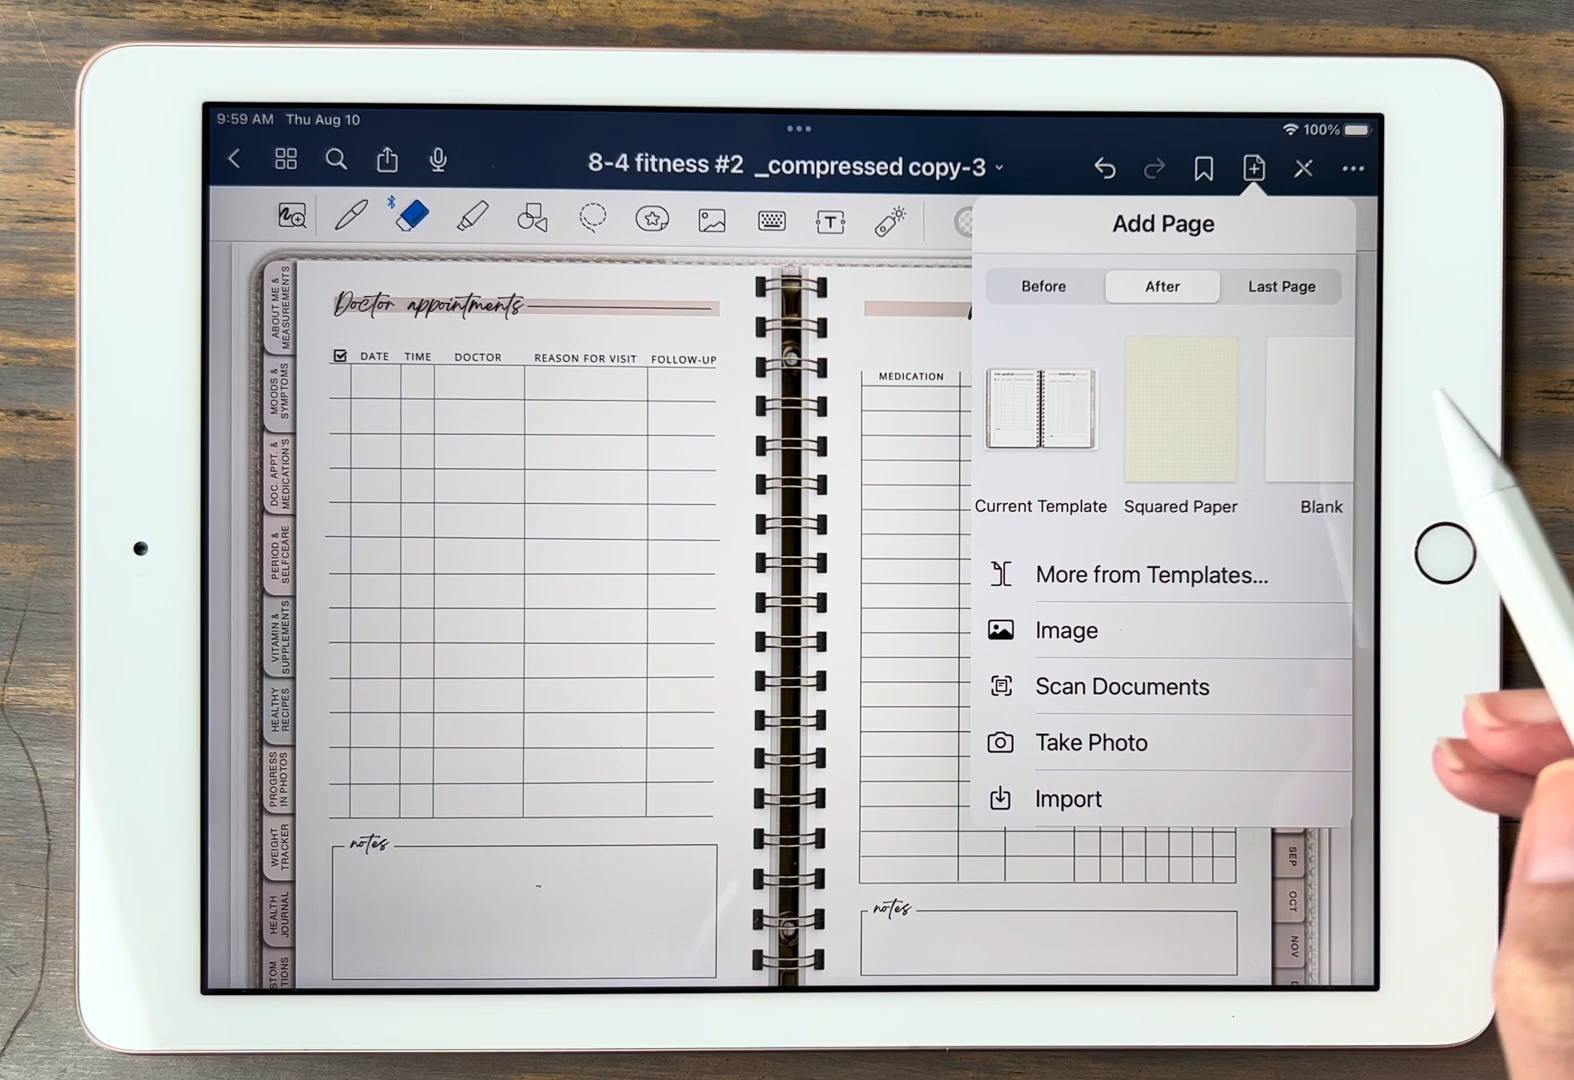 9:59 AM Thu Aug 10
100%
8-4 fitness #2 _compressed copy-3
T
Add Page
Before After Last Page
Current Template Squared Paper Blank
More from Templates...
Image
Scan Documents
Take Photo
Import
ABOUT ME &
MEASUREMENTS
MOODS &
SYMPTOMS
DOC. APPT. &
MEDICATION'S
PERIOD &
SELFCEARE
VITAMIN &
SUPPLEMENTS
HEALTHY
RECIPES
PROGRESS
IN PHOTOS
WEIGHT
TRACKER
HEALTH
JOURNAL
STOM
TIONS
Doctor appointments
DATE TIME DOCTOR REASON FOR VISIT FOLLOW-UP
notes
MEDICATION
notes
SEP
OCT
NOV